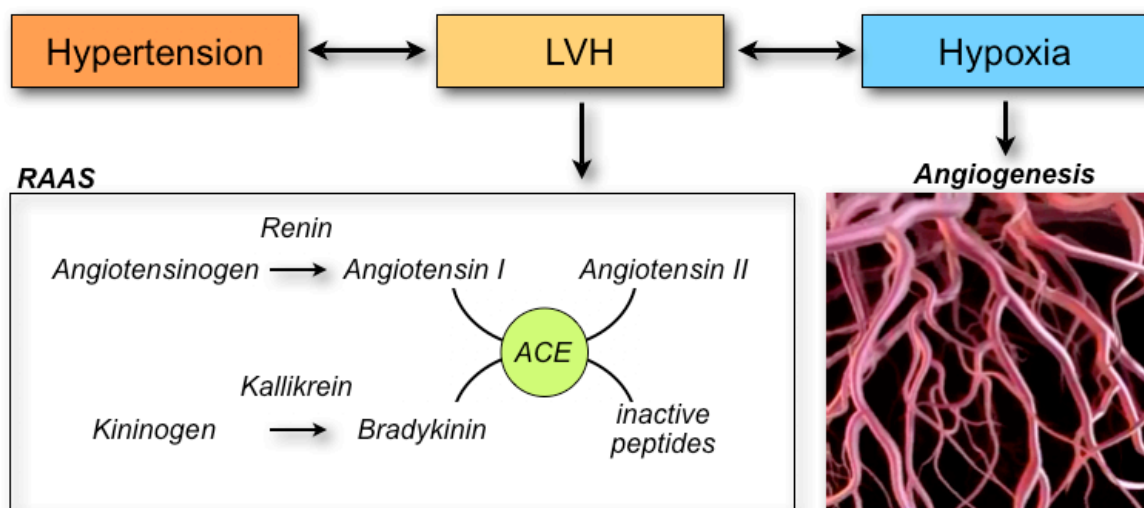 Hypertension
LVH
Hypoxia
RAAS
Angiogenesis
Renin
Angiotensinogen
Angiotensin I
Angiotensin II
ACE
Kallikrein
Kininogen
Bradykinin
inactive
peptides